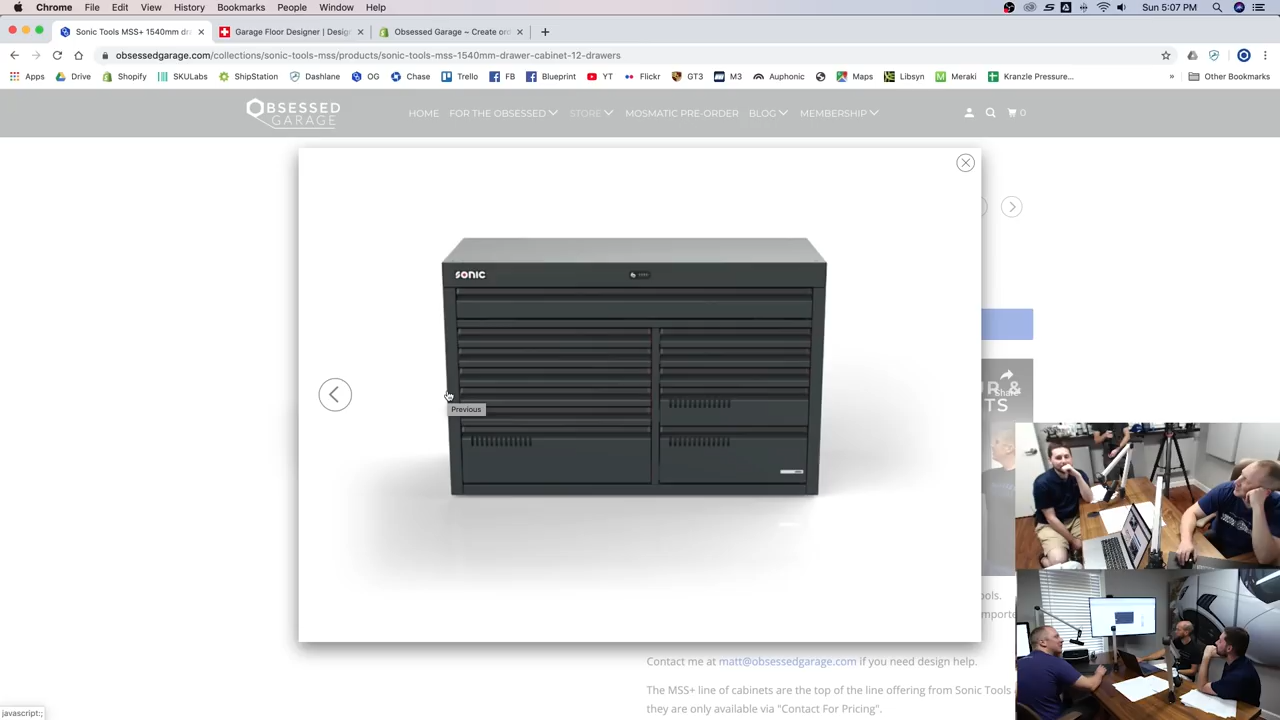 Chrome File Edit View History Bookmarks People Window Help Sun 5:07 PM
Sonic Tools MSS+ 1540mm dra Garage Floor Designer | Desig Obsessed Garage ~ Create ord
obsessedgarage.com/collections/sonic-tools-mss/products/sonic-tools-mss-1540mm-drawer-cabinet-12-drawers
Apps Drive Shopify SKULabs ShipStation Dashlane OG Chase Trello FB Blueprint YT Flickr GT3 M3 Auphonic Maps Libsyn Meraki Kranzle Pressure... » Other Bookmarks
OBSESSED
GARAGE
HOME FOR THE OBSESSED STORE MOSMATIC PRE-ORDER BLOG MEMBERSHIP 0
sonic
Previous
Share
Contact me at matt@obsessedgarage.com if you need design help.
The MSS+ line of cabinets are the top of the line offering from Sonic Tools
they are only available via "Contact For Pricing".
javascript:;